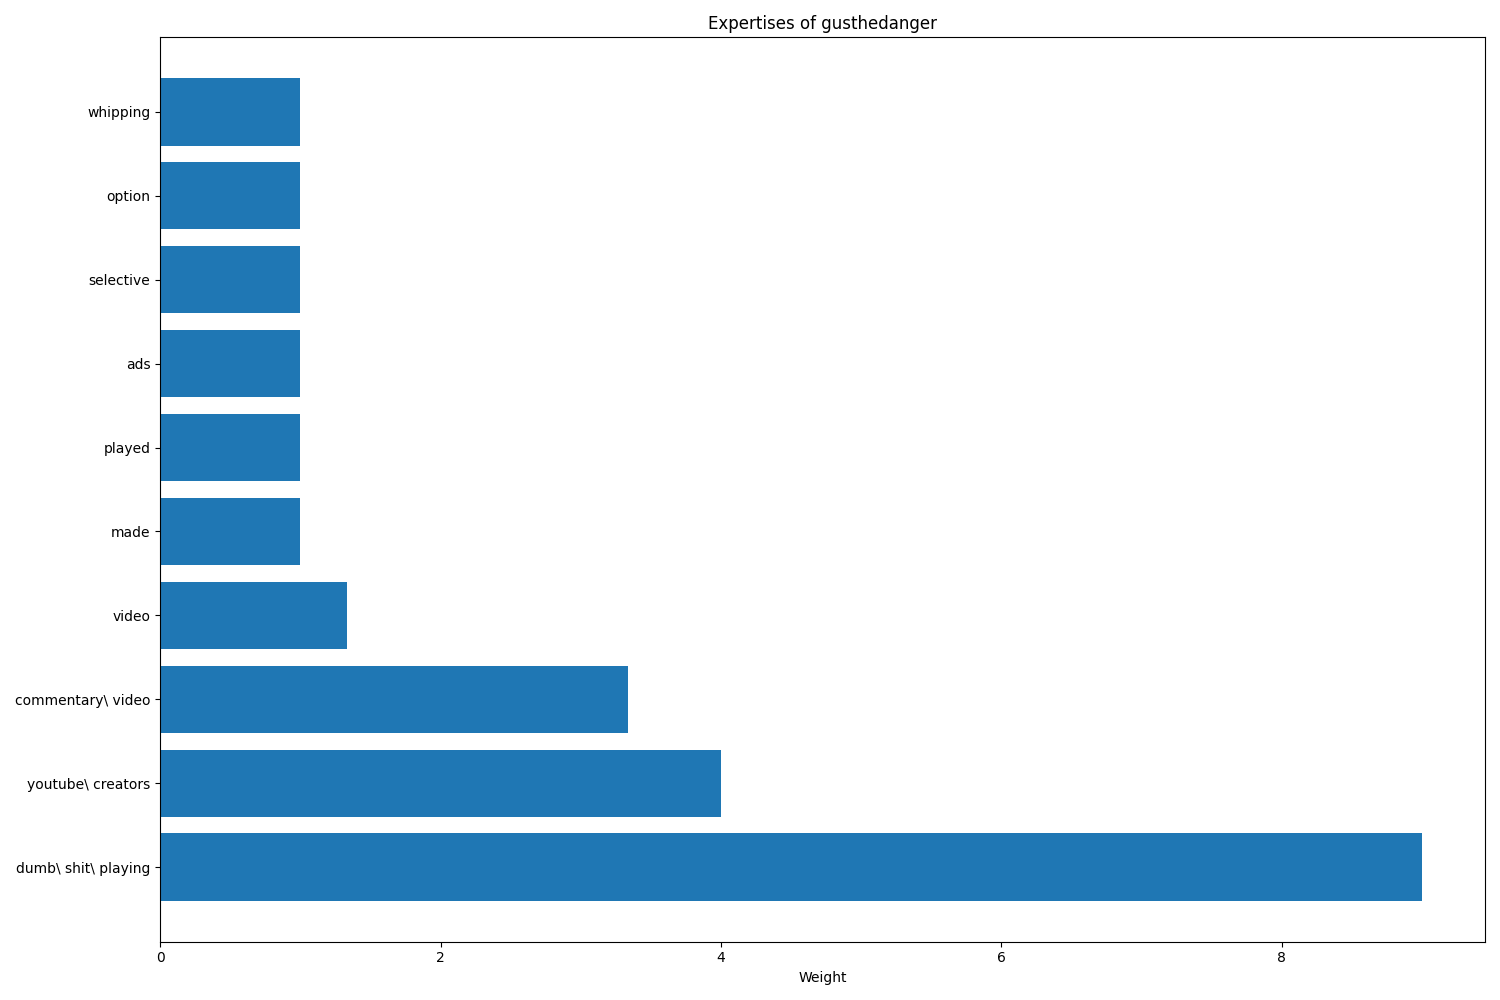 Expertises of gusthedanger
whipping
option
selective
ads
played
made
video
commentary\ video
youtube\ creators
dumb\ shit\ playing
0 2 4 6 8
Weight